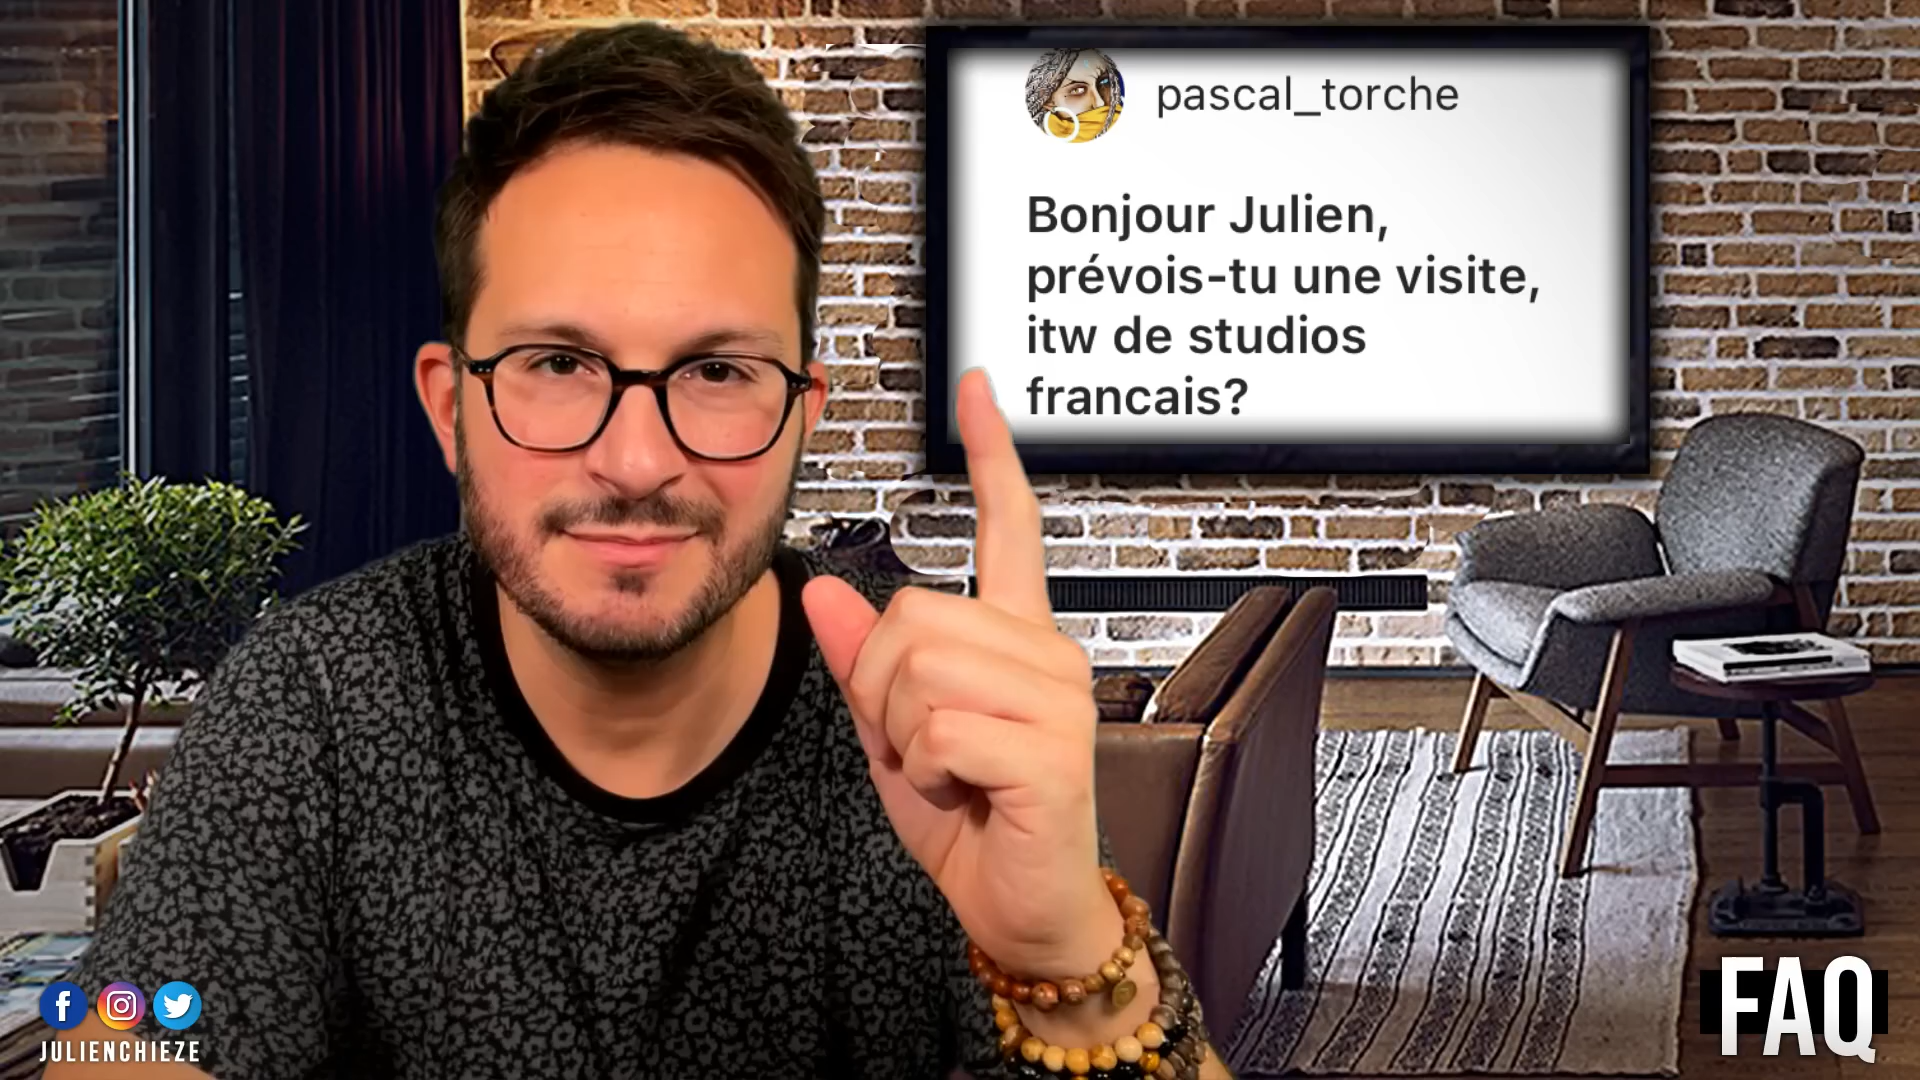 pascal_torche
Bonjour Julien,
prévois-tu une visite,
itw de studios
francais?
JULIENCHIEZE
FAQ